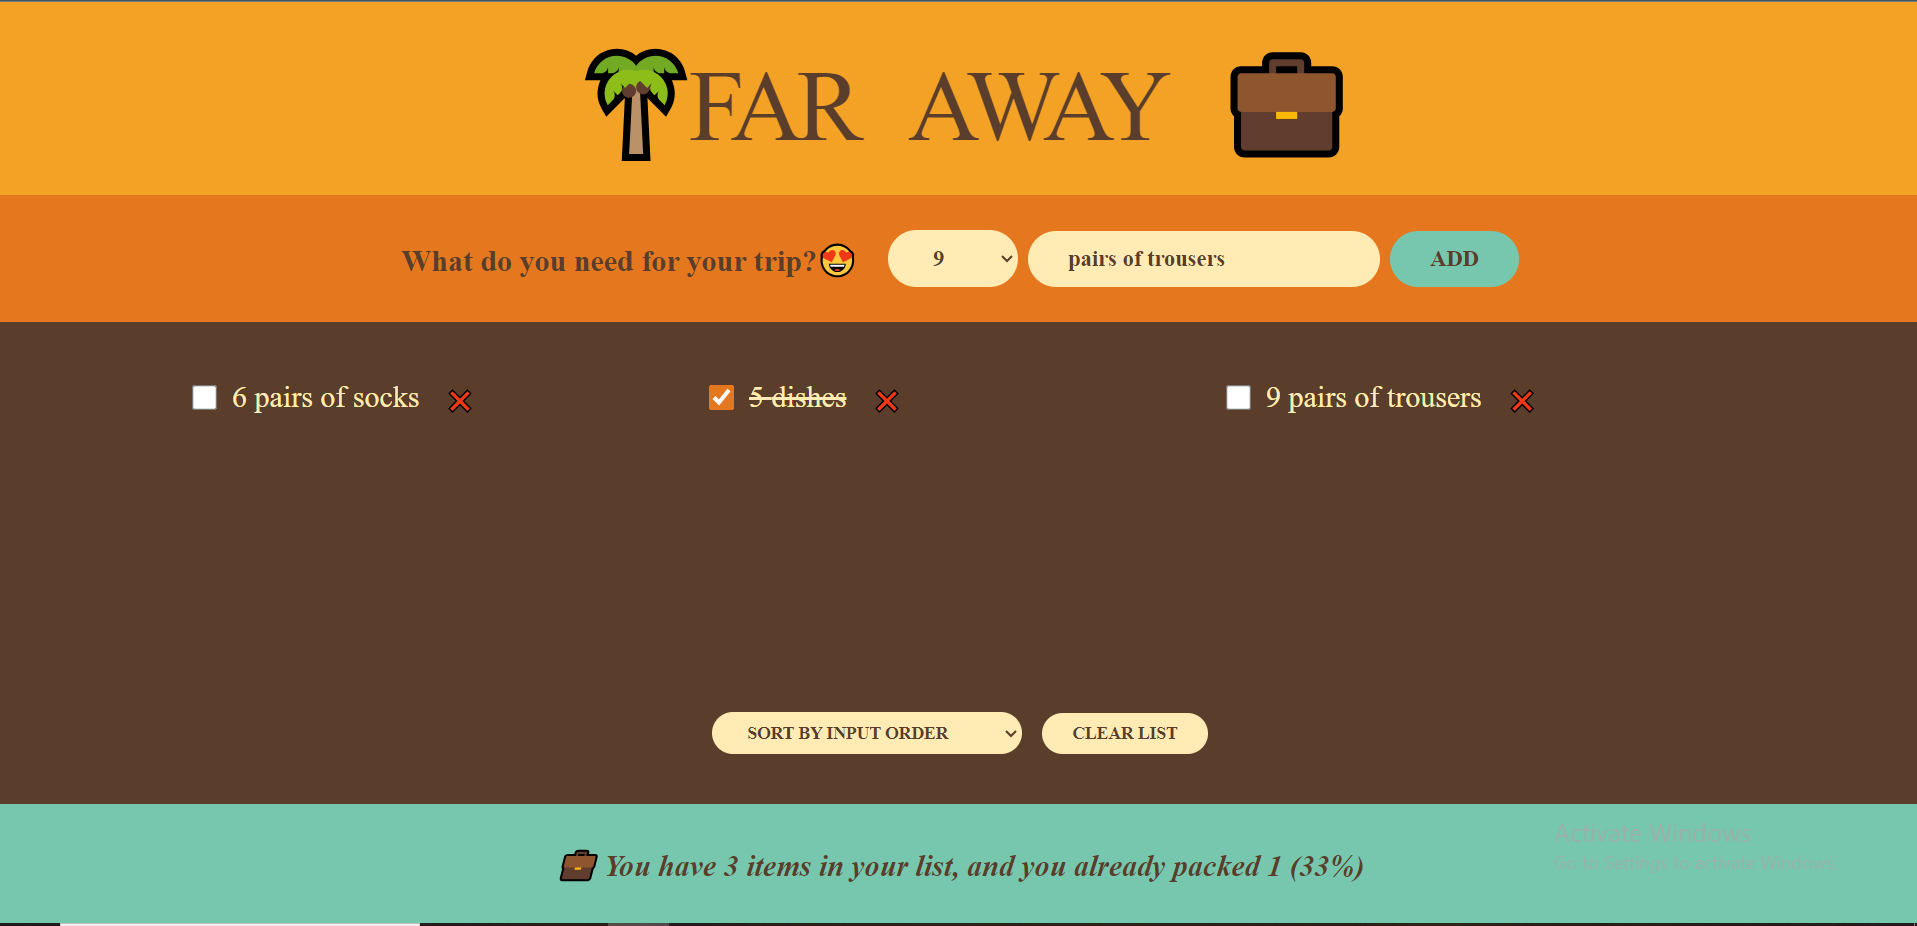 FAR AWAY
What do you need for your trip? 9 pairs of trousers ADD
6 pairs of socks 5 dishes 9 pairs of trousers
SORT BY INPUT ORDER CLEAR LIST
You have 3 items in your list, and you already packed 1 (33%)
Activate Windows
Go to Settings to activate Windows.